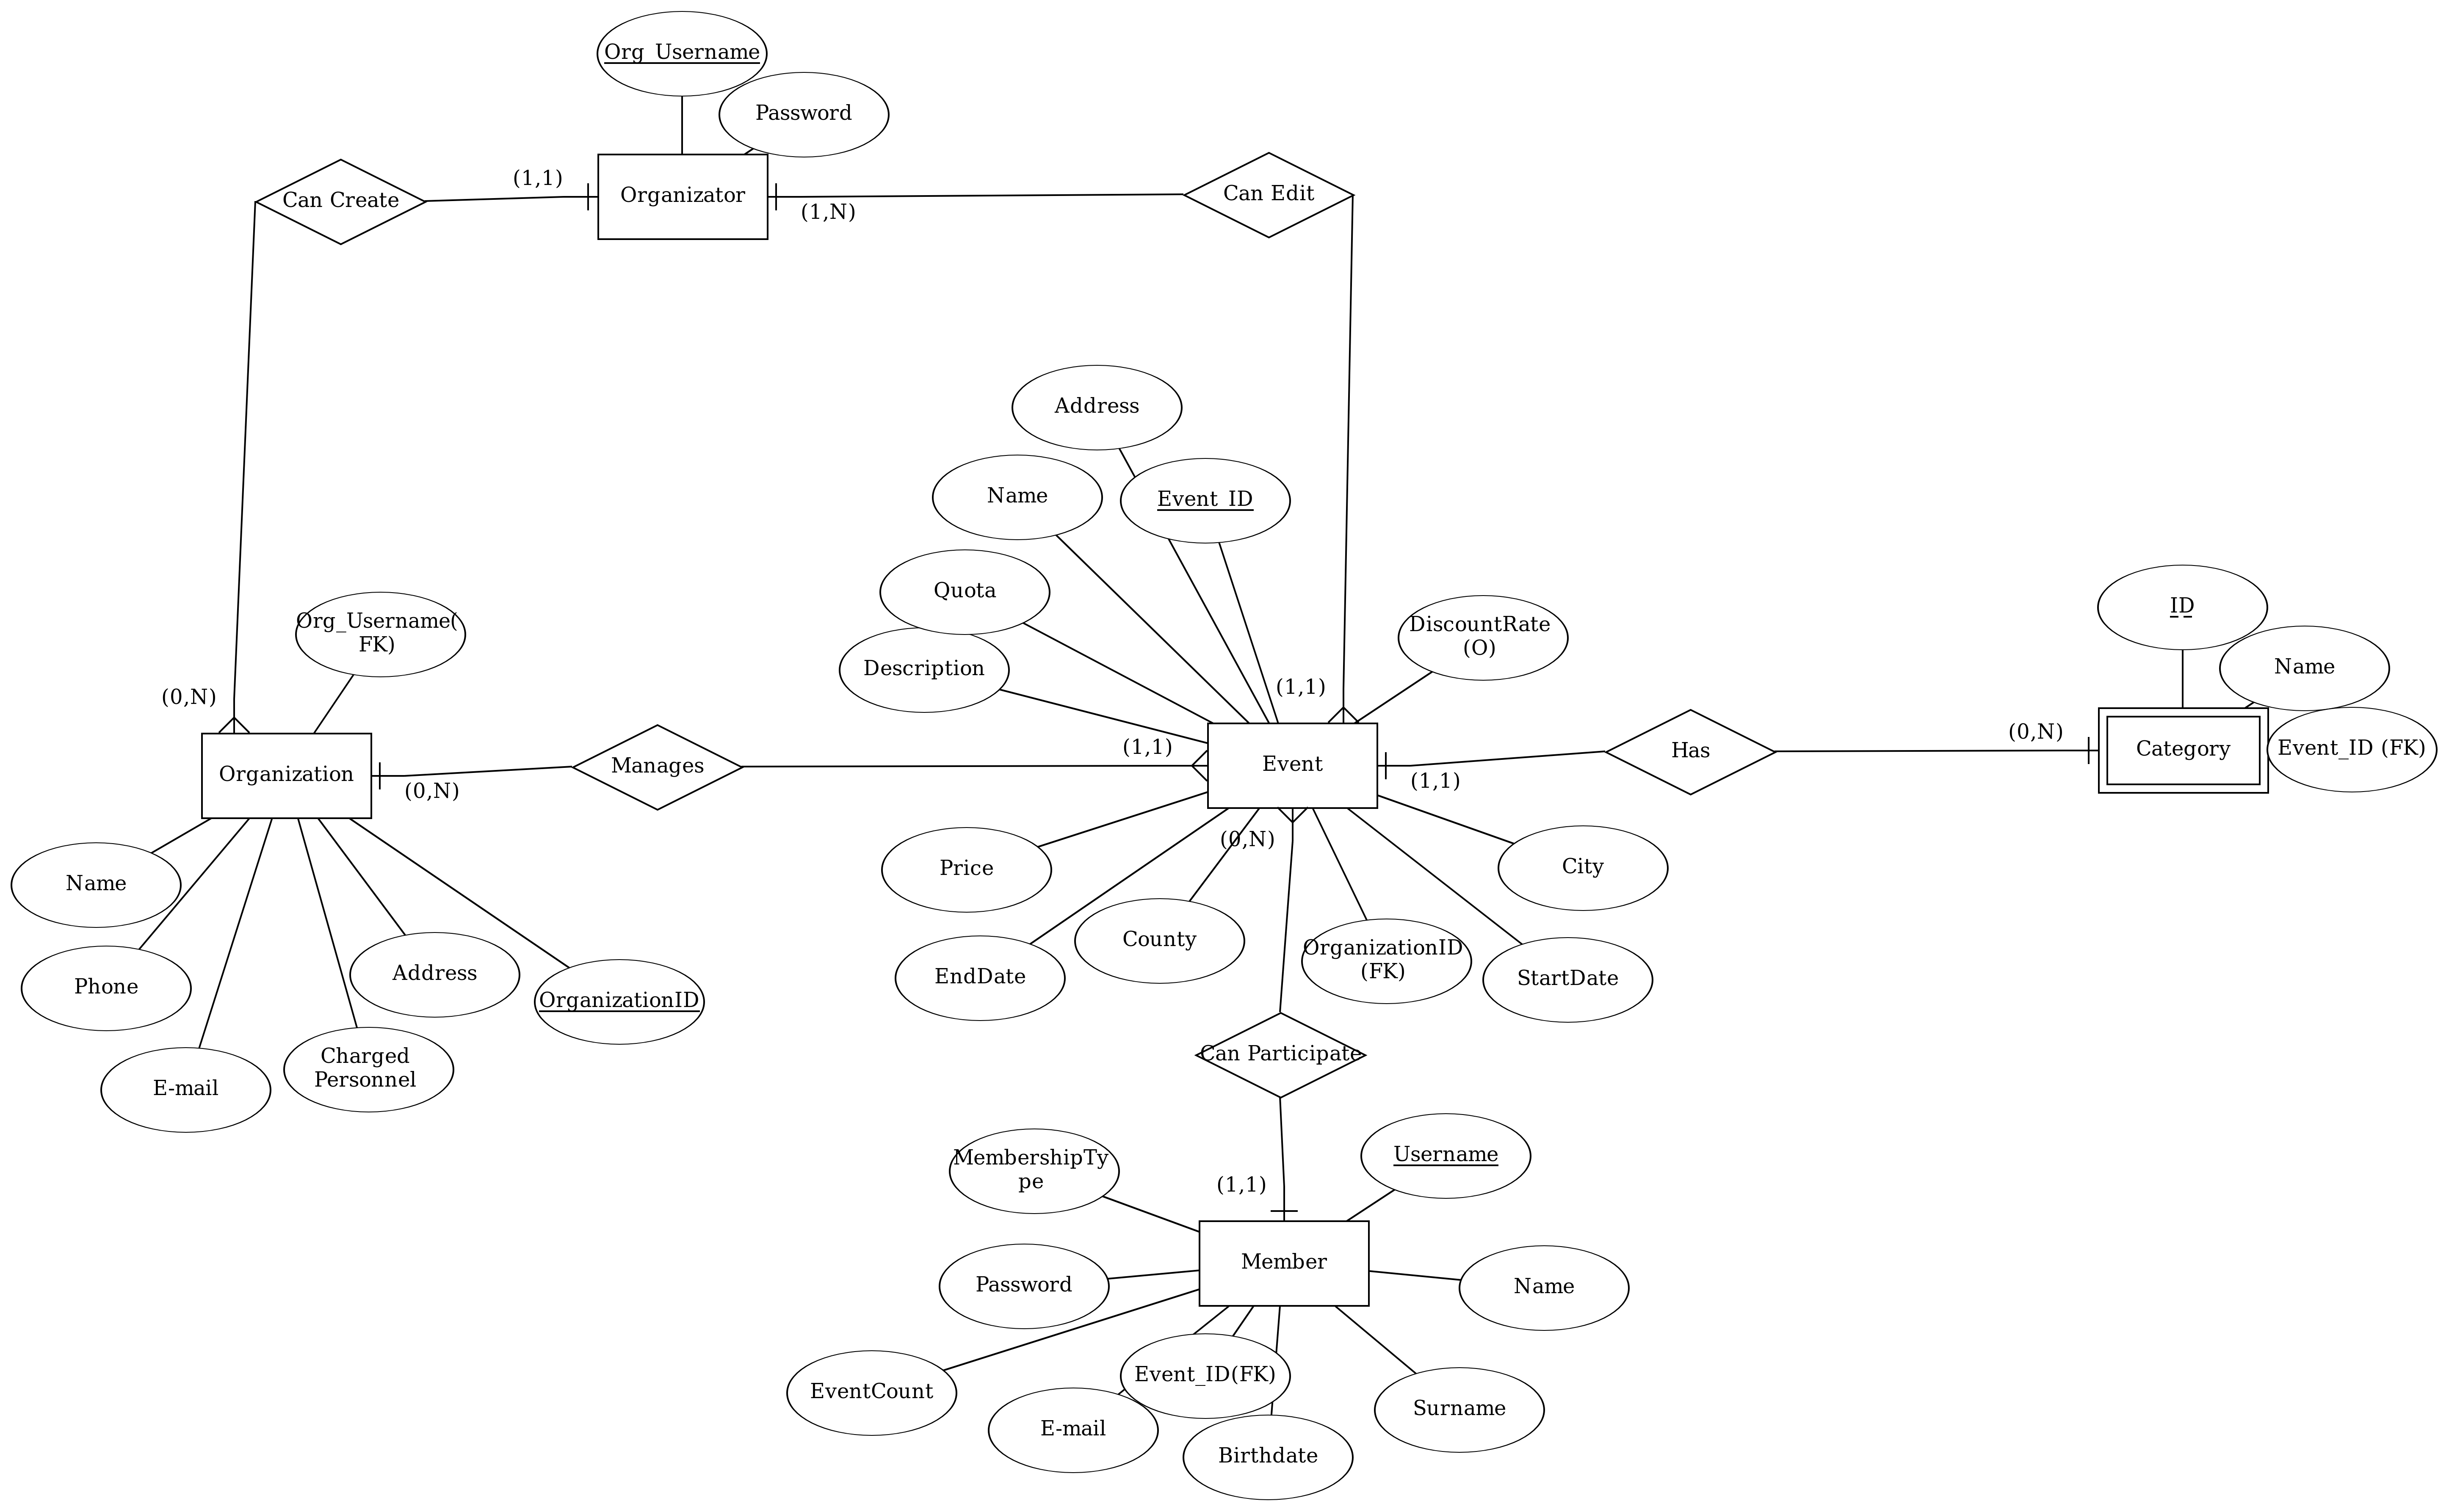 Org_Username
Password
Can Create
(1,1)
Organizator
(1,N)
Can Edit
Address
Name
Event_ID
Quota
Description
DiscountRate
(O)
ID
Name
Event_ID (FK)
Category
Org_Username(
FK)
(0,N)
(1,1)
Organization
(0,N)
Manages
(1,1)
Event
(1,1)
Has
(0,N)
(0,N)
Name
Phone
E-mail
Charged
Personnel
Address
OrganizationID
Price
EndDate
County
OrganizationID
(FK)
StartDate
City
Can Participate
(1,1)
MembershipTy
pe
Username
Member
Password
Name
EventCount
Event_ID(FK)
E-mail
Birthdate
Surname